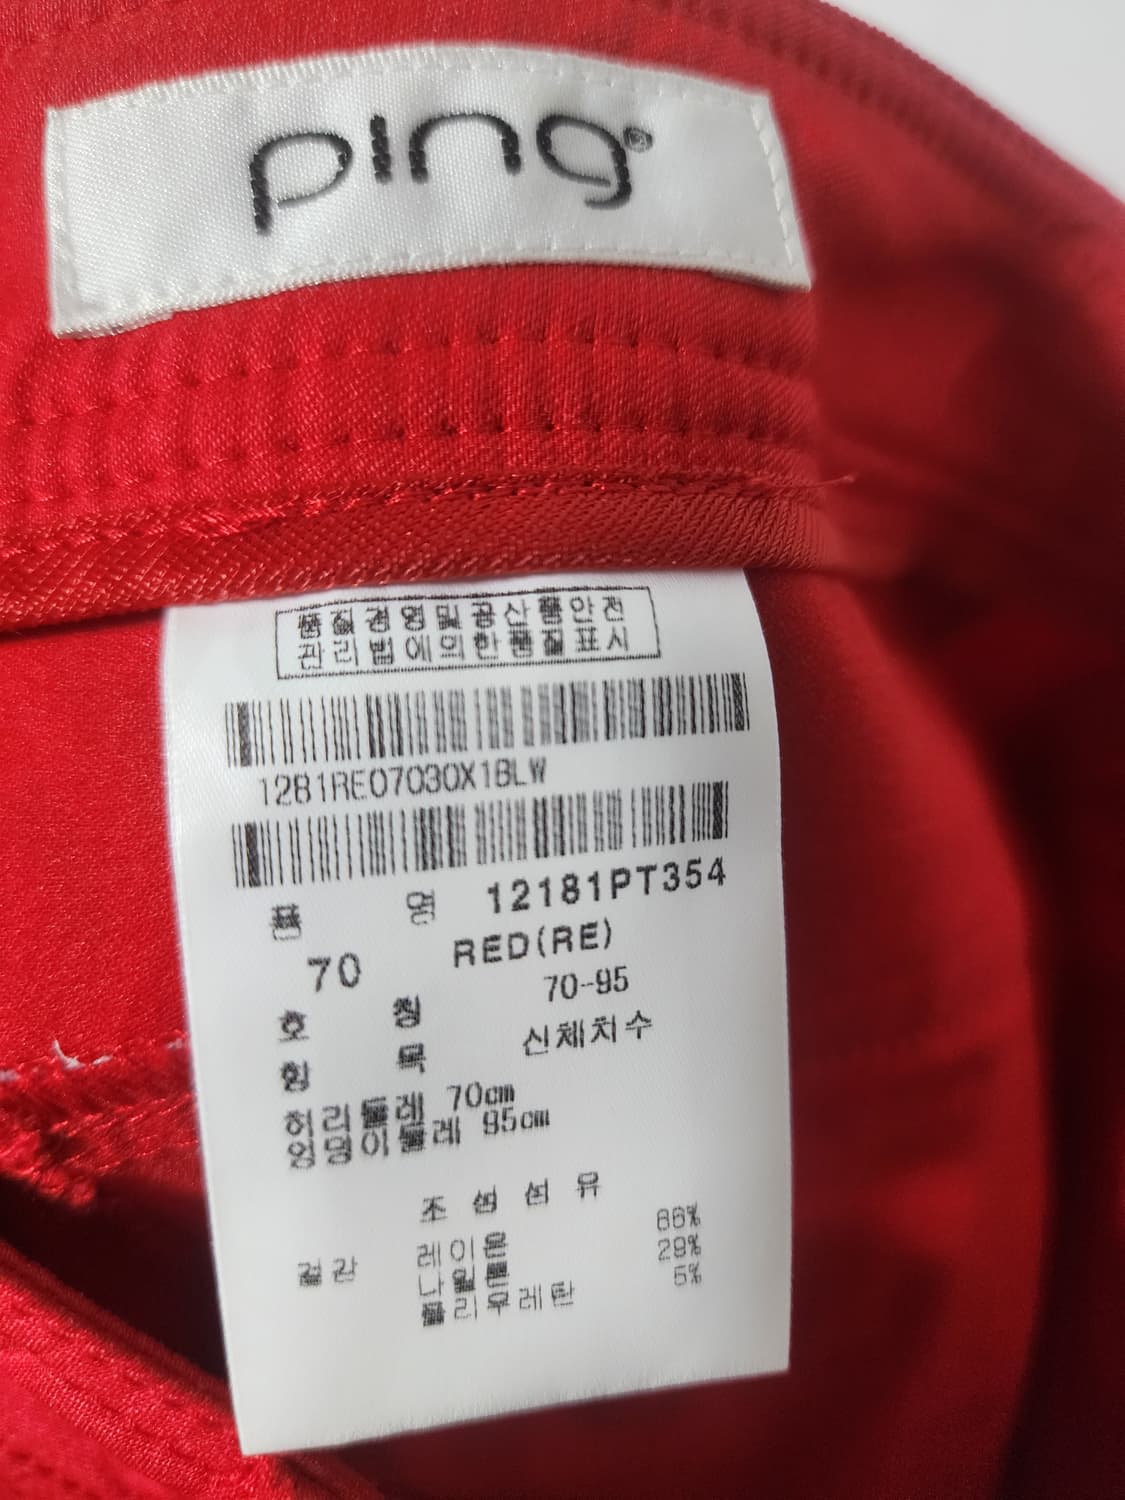 ping®
품질경영및공산품안전
관리법에의한품질표시
1281RE07030X1BLW
품 명 12181PT354
70 RED(RE)
호 칭 70-95
항 목 신체치수
허리둘레 70cm
엉덩이둘레 95cm
조성섬유
겉감 레이온 66%
나일론 29%
폴리우레탄 5%